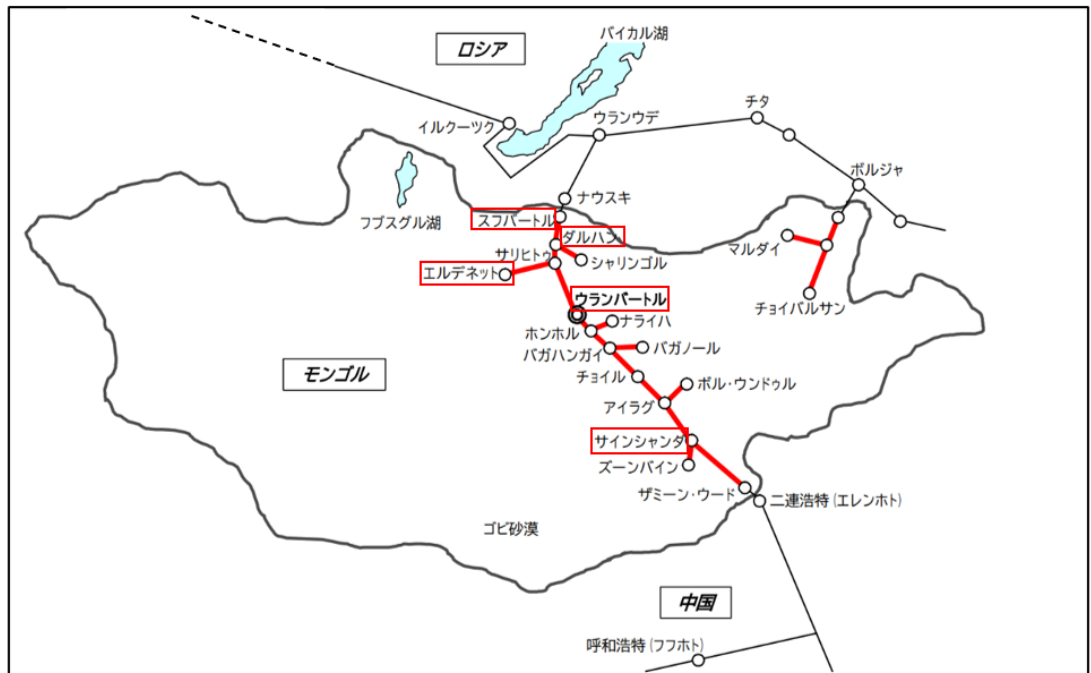 ロシア
バイカル湖
イルクーツク
ウランウデ
チタ
ボルジャ
フブスグル湖
ナウスキ
スフバートル
ダルハン
サリヒトゥ
シャリンゴル
エルデネット
マルダイ
チョイバルサン
ウランバートル
ナライハ
ホンホル
バガハンガイ
バガノール
モンゴル
チョイル
ボル・ウンドゥル
アイラグ
サインシャンダ
ズーンバイン
ザミーン・ウード
二連浩特(エレンホト)
ゴビ砂漠
中国
呼和浩特(フフホト)